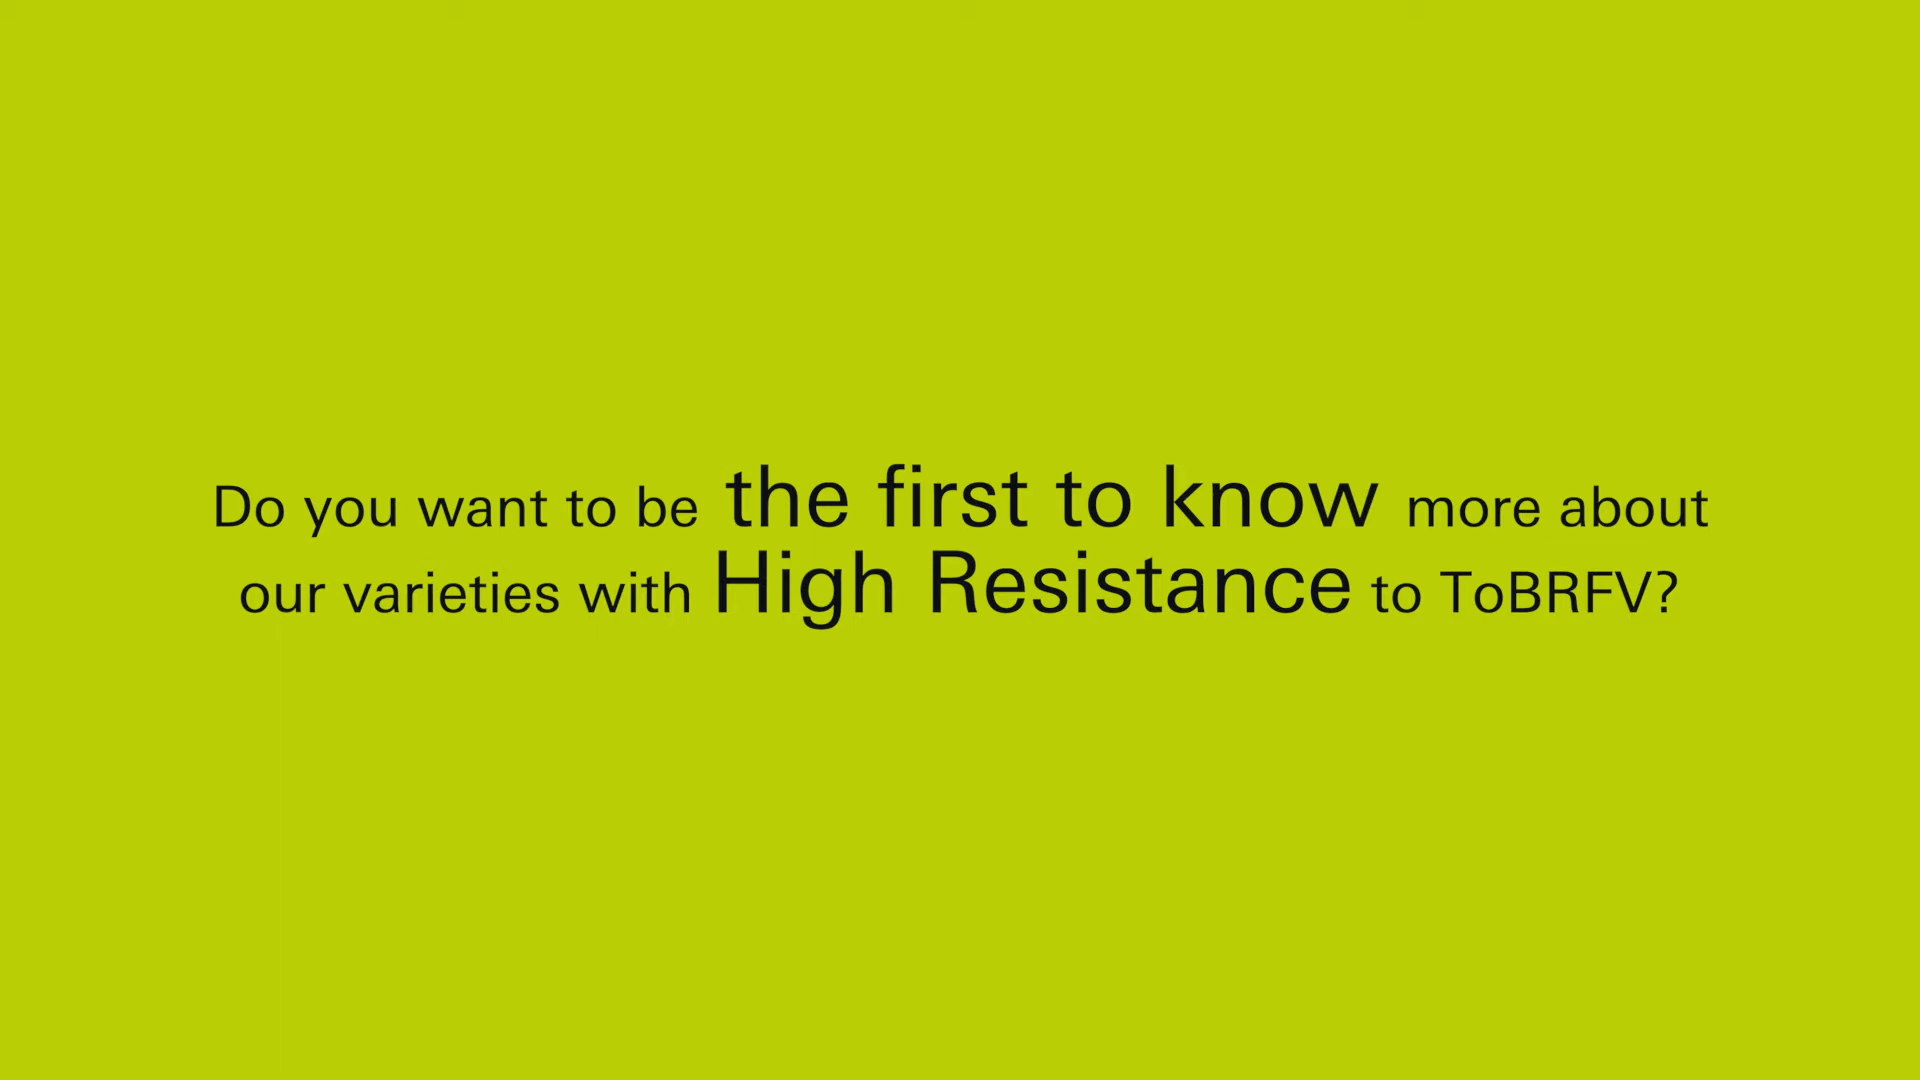 Do you want to be the first to know more about
our varieties with High Resistance to ToBRFV?